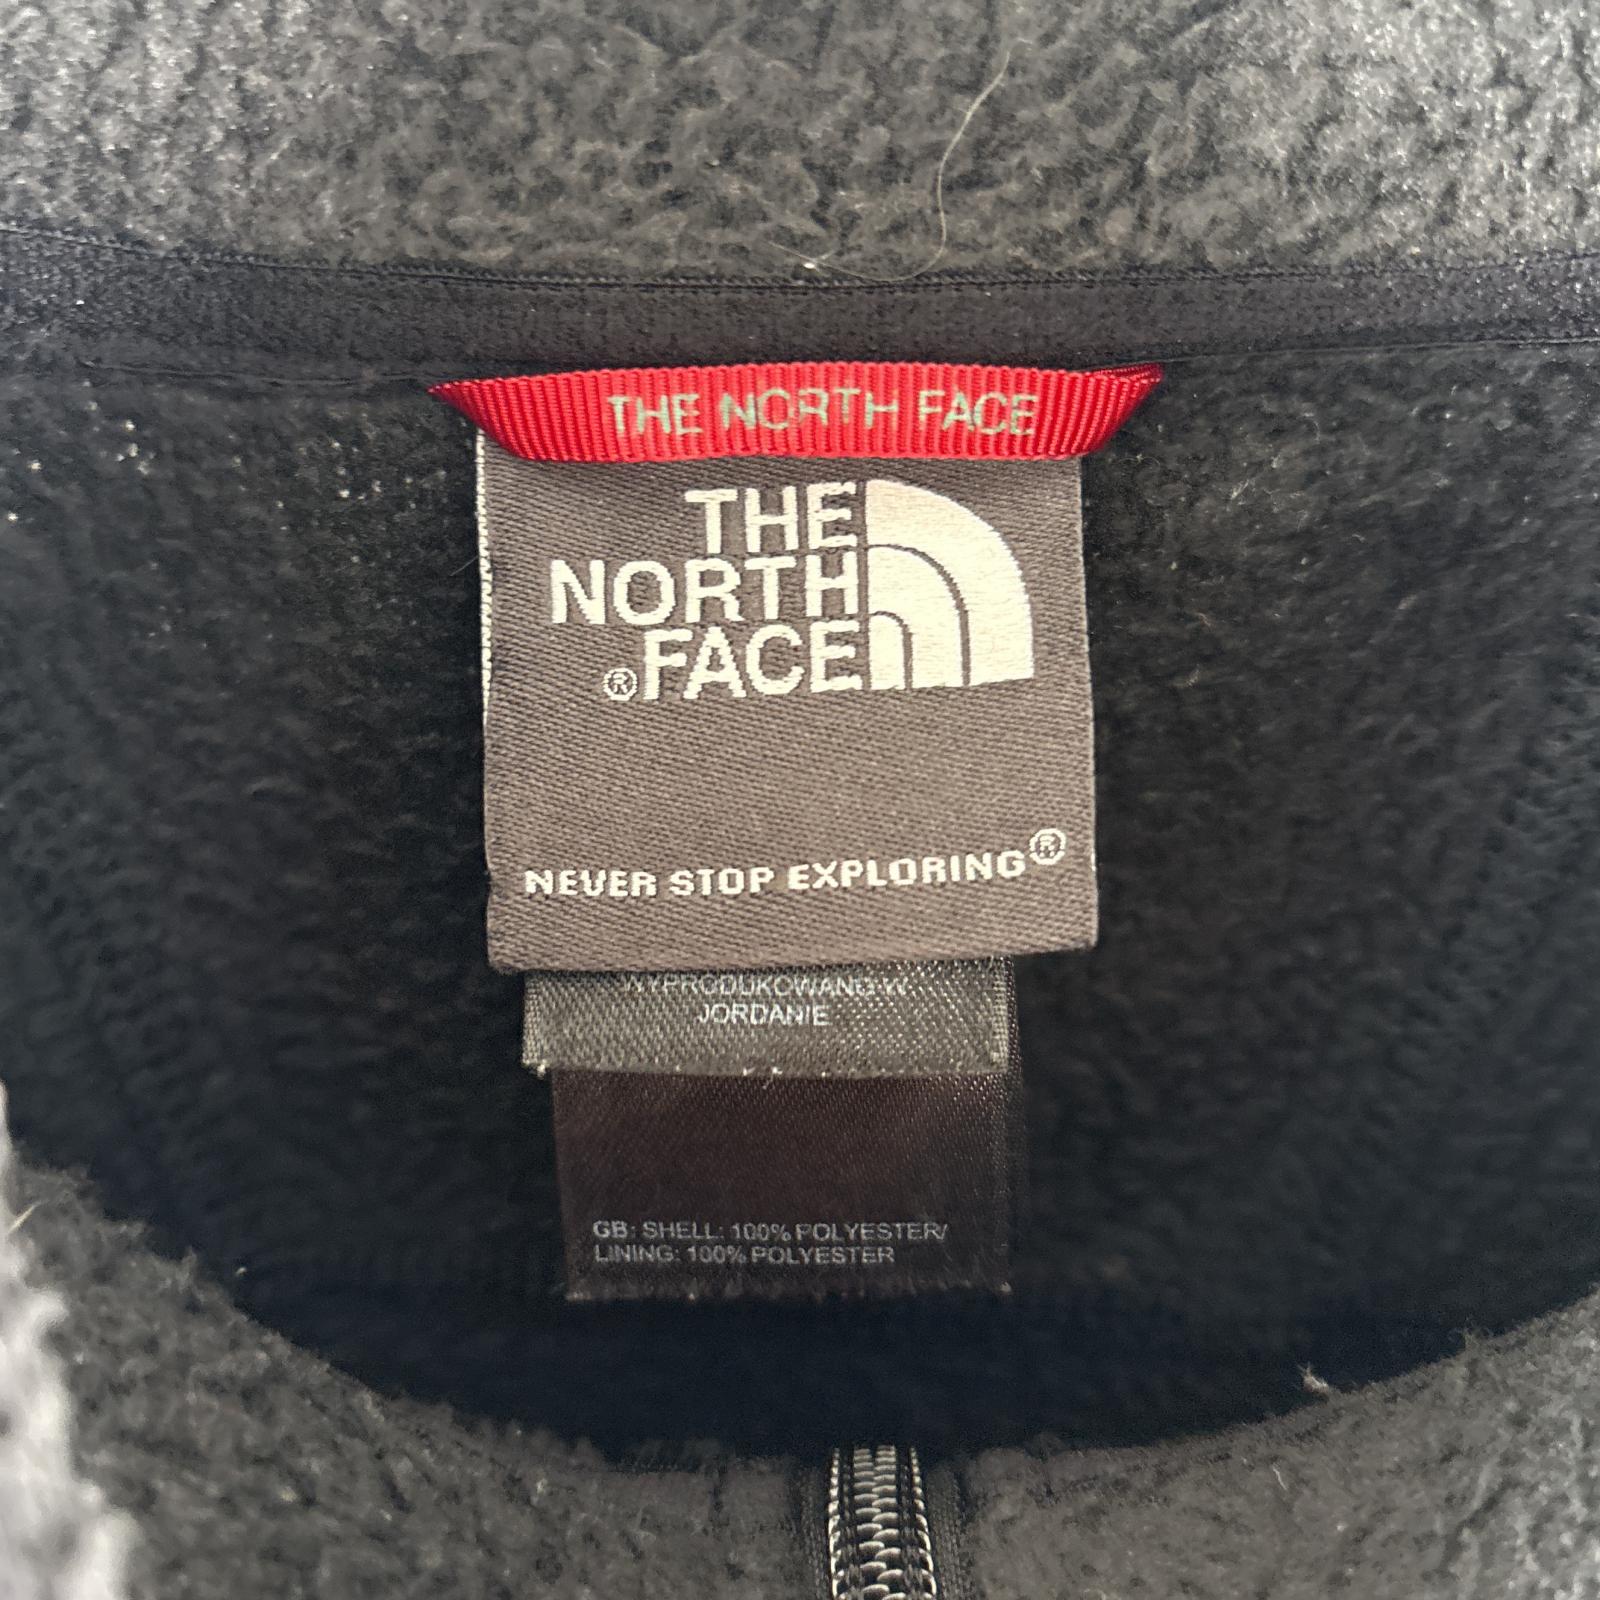 THE NORTH FACE
THE
NORTH
®FACE
NEVER STOP EXPLORING®
WYPRODUKOWANO W
JORDANIE
GB: SHELL: 100% POLYESTER/
LINING: 100% POLYESTER